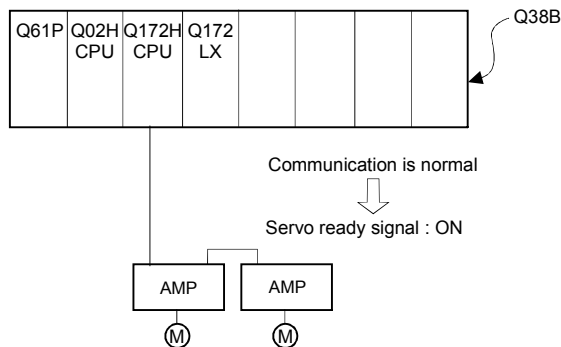 Q38B
Q61P
Q02H
CPU
Q172H
CPU
Q172
LX
Communication is normal
Servo ready signal : ON
AMP
AMP
M
M